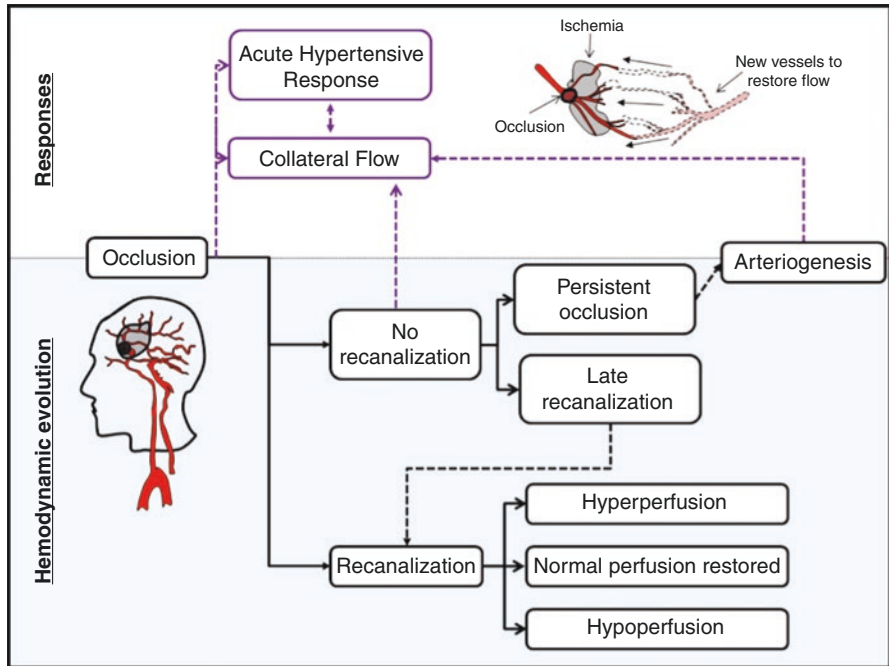 Responses
Acute Hypertensive
Response
Collateral Flow
Ischemia
New vessels to
restore flow
Occlusion
Occlusion
Arteriogenesis
Hemodynamic evolution
No
recanalization
Persistent
occlusion
Late
recanalization
Recanalization
Hyperperfusion
Normal perfusion restored
Hypoperfusion